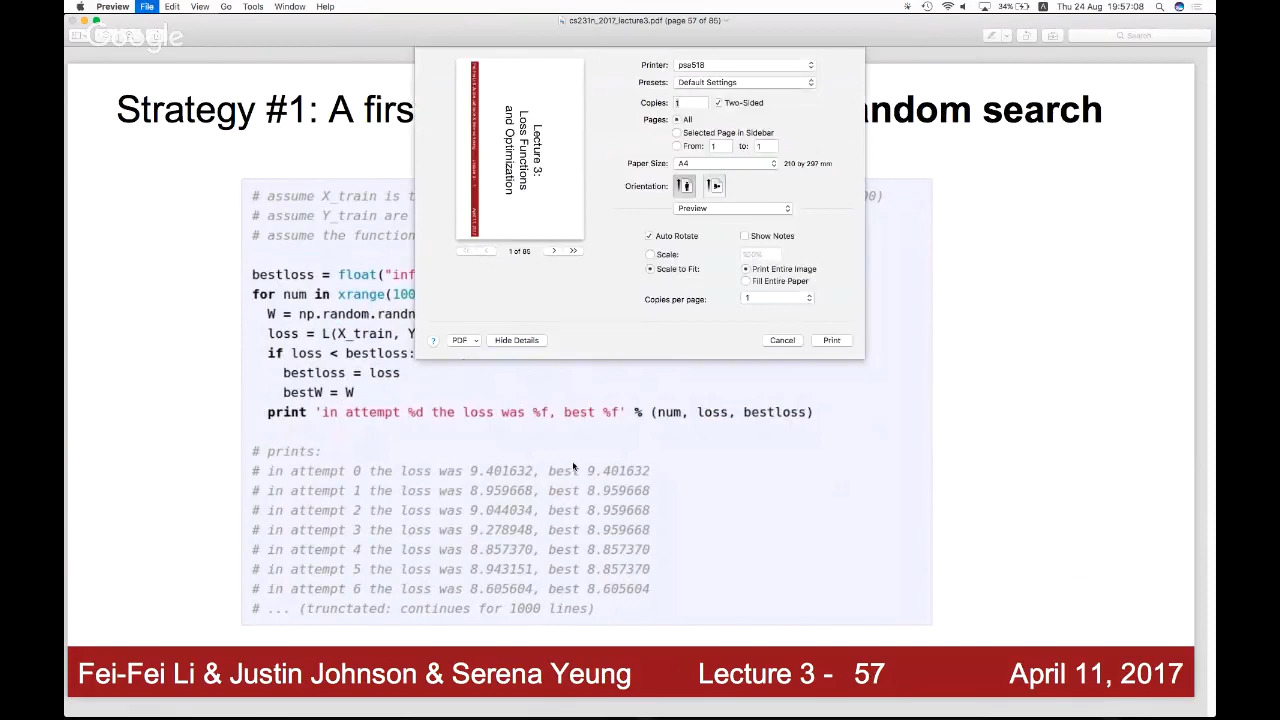 Preview File Edit View Go Tools Window Help 34% A Thu 24 Aug 19:57:08
cs231n_2017_lecture3.pdf (page 57 of 85)
Google
Search
Strategy #1: A firs
andom search
Printer: psa518
Presets: Default Settings
Copies: 1 Two-Sided
Pages: All
Selected Page in Sidebar
From: 1 to: 1
Paper Size: A4 210 by 297 mm
Orientation:
Preview
Auto Rotate Show Notes
Scale: 100%
Scale to Fit: Print Entire Image
Fill Entire Paper
Copies per page: 1
Lecture 3:
Loss Functions
and Optimization
1 of 85
? PDF Hide Details Cancel Print
# assume X_train is t
00)
# assume Y_train are
# assume the function
bestloss = float("inf
for num in xrange(100
W = np.random.randn
loss = L(X_train, Y
if loss < bestloss:
bestloss = loss
bestW = W
print 'in attempt %d the loss was %f, best %f' % (num, loss, bestloss)
# prints:
# in attempt 0 the loss was 9.401632, best 9.401632
# in attempt 1 the loss was 8.959668, best 8.959668
# in attempt 2 the loss was 9.044034, best 8.959668
# in attempt 3 the loss was 9.278948, best 8.959668
# in attempt 4 the loss was 8.857370, best 8.857370
# in attempt 5 the loss was 8.943151, best 8.857370
# in attempt 6 the loss was 8.605604, best 8.605604
# ... (trunctated: continues for 1000 lines)
Fei-Fei Li & Justin Johnson & Serena Yeung Lecture 3 - 57 April 11, 2017